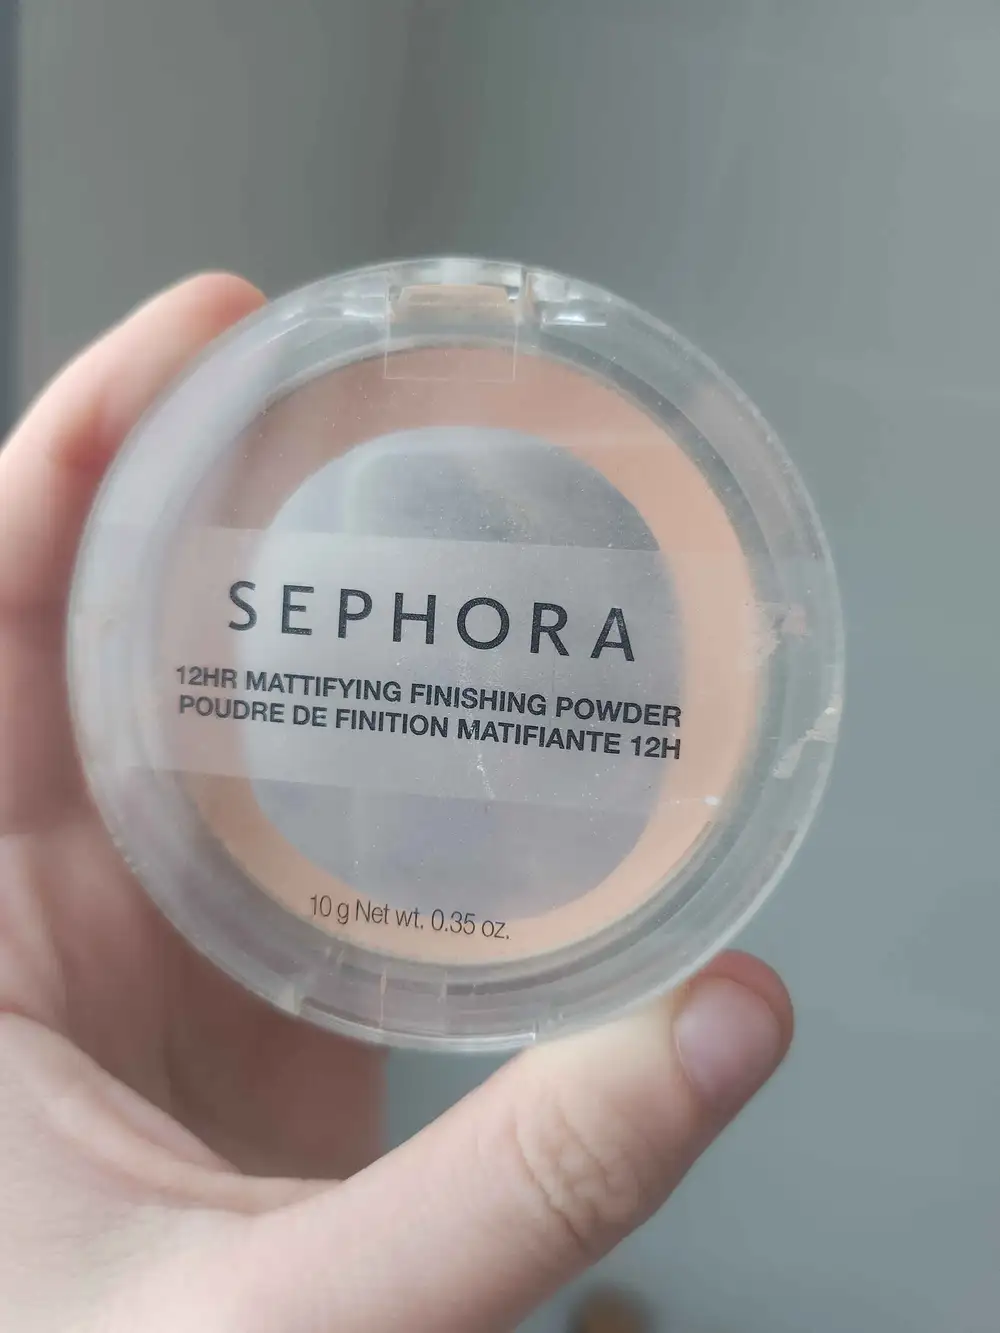 SEPHORA
12HR MATTIFYING FINISHING POWDER
POUDRE DE FINITION MATIFIANTE 12H
10 g Net wt. 0.35 oz.